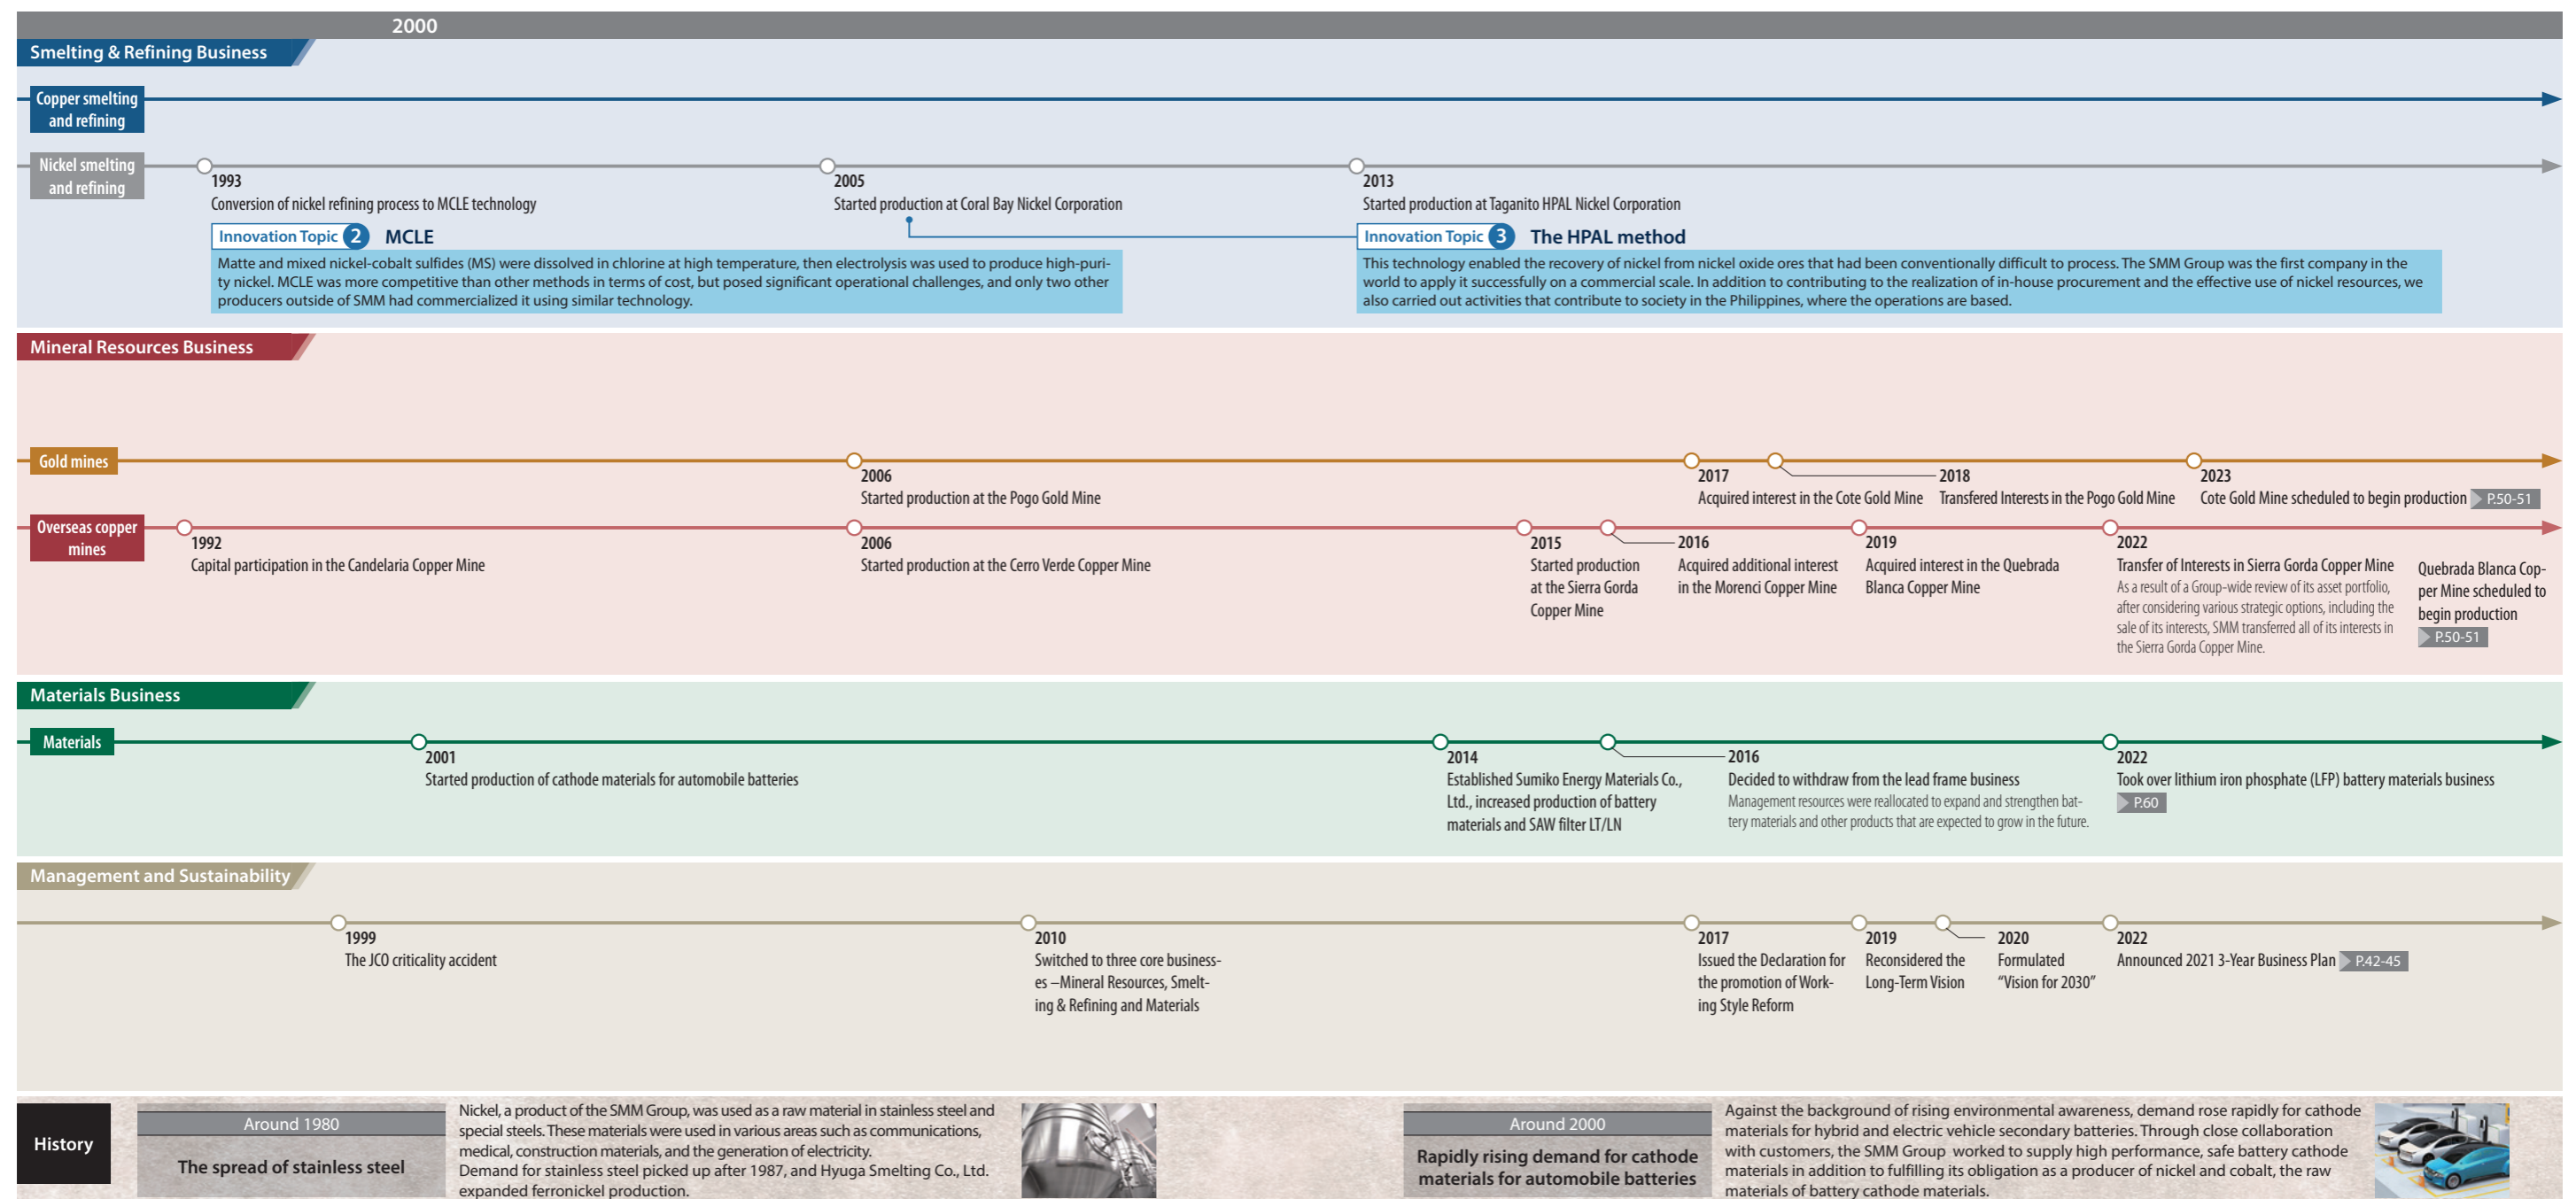 2000
Smelting & Refining Business
Copper smelting
and refining
Nickel smelting
and refining
1993
Conversion of nickel refining process to MCLE technology
2005
Started production at Coral Bay Nickel Corporation
2013
Started production at Taganito HPAL Nickel Corporation
Innovation Topic 2 MCLE
Matte and mixed nickel-cobalt sulfides (MS) were dissolved in chlorine at high temperature, then electrolysis was used to produce high-puri-
ty nickel. MCLE was more competitive than other methods in terms of cost, but posed significant operational challenges, and only two other
producers outside of SMM had commercialized it using similar technology.
Innovation Topic 3 The HPAL method
This technology enabled the recovery of nickel from nickel oxide ores that had been conventionally difficult to process. The SMM Group was the first company in the
world to apply it successfully on a commercial scale. In addition to contributing to the realization of in-house procurement and the effective use of nickel resources, we
also carried out activities that contribute to society in the Philippines, where the operations are based.
Mineral Resources Business
Gold mines
2006
Started production at the Pogo Gold Mine
2017
Acquired interest in the Cote Gold Mine
2018
Transfered Interests in the Pogo Gold Mine
2023
Cote Gold Mine scheduled to begin production P.50-51
Overseas copper
mines
1992
Capital participation in the Candelaria Copper Mine
2006
Started production at the Cerro Verde Copper Mine
2015
Started production
at the Sierra Gorda
Copper Mine
2016
Acquired additional interest
in the Morenci Copper Mine
2019
Acquired interest in the Quebrada
Blanca Copper Mine
2022
Transfer of Interests in Sierra Gorda Copper Mine
As a result of a Group-wide review of its asset portfolio,
after considering various strategic options, including the
sale of its interests, SMM transferred all of its interests in
the Sierra Gorda Copper Mine.
Quebrada Blanca Cop-
per Mine scheduled to
begin production
P.50-51
Materials Business
Materials
2001
Started production of cathode materials for automobile batteries
2014
Established Sumiko Energy Materials Co.,
Ltd., increased production of battery
materials and SAW filter LT/LN
2016
Decided to withdraw from the lead frame business
Management resources were reallocated to expand and strengthen bat-
tery materials and other products that are expected to grow in the future.
2022
Took over lithium iron phosphate (LFP) battery materials business
P.60
Management and Sustainability
1999
The JCO criticality accident
2010
Switched to three core business-
es –Mineral Resources, Smelt-
ing & Refining and Materials
2017
Issued the Declaration for
the promotion of Work-
ing Style Reform
2019
Reconsidered the
Long-Term Vision
2020
Formulated
“Vision for 2030”
2022
Announced 2021 3-Year Business Plan P.42-45
History
Around 1980
The spread of stainless steel
Nickel, a product of the SMM Group, was used as a raw material in stainless steel and
special steels. These materials were used in various areas such as communications,
medical, construction materials, and the generation of electricity.
Demand for stainless steel picked up after 1987, and Hyuga Smelting Co., Ltd.
expanded ferronickel production.
Around 2000
Rapidly rising demand for cathode
materials for automobile batteries
Against the background of rising environmental awareness, demand rose rapidly for cathode
materials for hybrid and electric vehicle secondary batteries. Through close collaboration
with customers, the SMM Group worked to supply high performance, safe battery cathode
materials in addition to fulfilling its obligation as a producer of nickel and cobalt, the raw
materials of battery cathode materials.